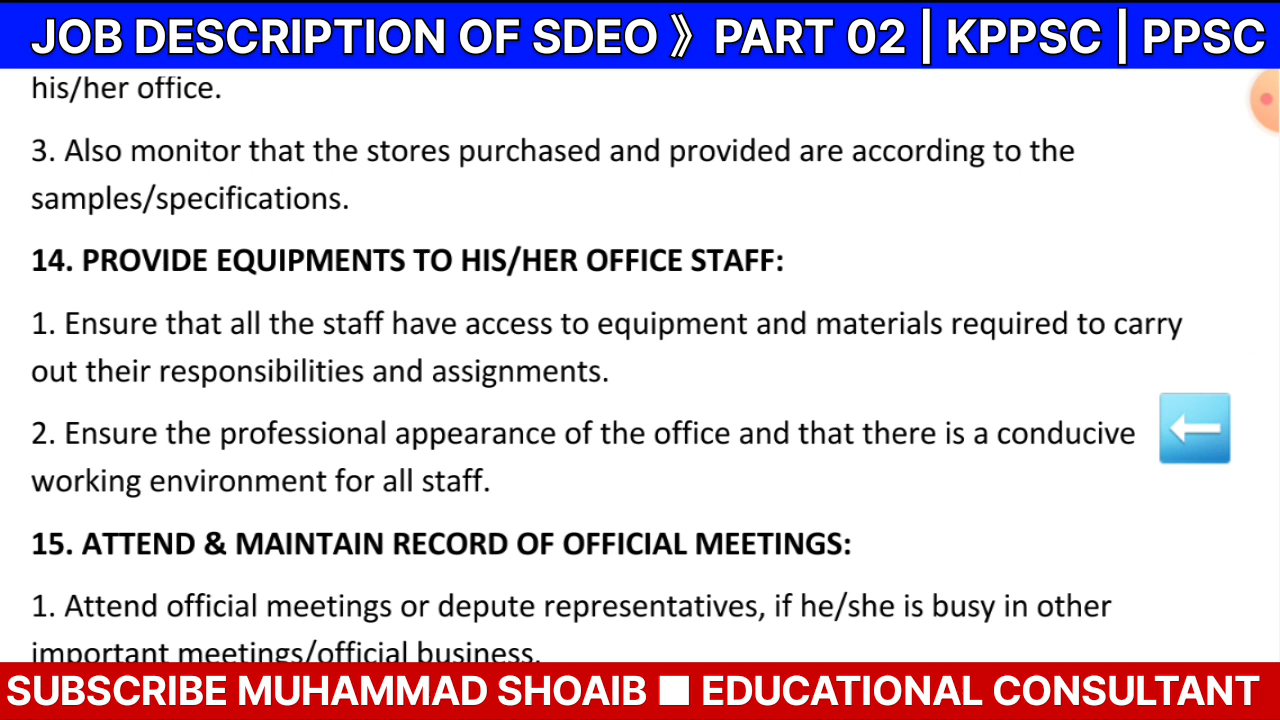 JOB DESCRIPTION OF SDEO 》PART 02 | KPPSC | PPSC
his/her office.
3. Also monitor that the stores purchased and provided are according to the
samples/specifications.
14. PROVIDE EQUIPMENTS TO HIS/HER OFFICE STAFF:
1. Ensure that all the staff have access to equipment and materials required to carry
out their responsibilities and assignments.
2. Ensure the professional appearance of the office and that there is a conducive
working environment for all staff.
15. ATTEND & MAINTAIN RECORD OF OFFICIAL MEETINGS:
1. Attend official meetings or depute representatives, if he/she is busy in other
important meetings/official business.
SUBSCRIBE MUHAMMAD SHOAIB ■ EDUCATIONAL CONSULTANT